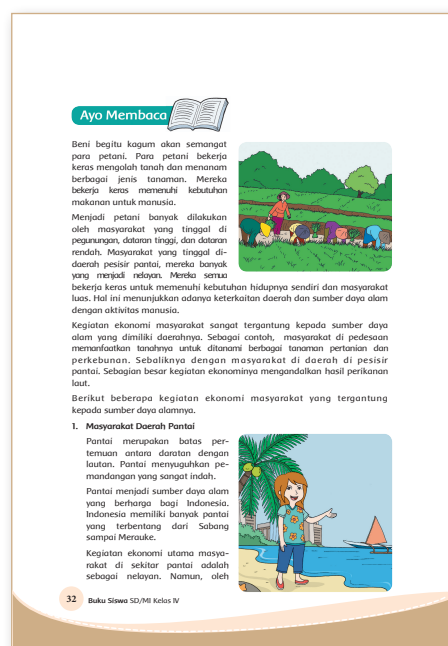 Ayo Membaca
Beni begitu kagum akan semangat
para petani. Para petani bekerja
keras mengolah tanah dan menanam
berbagai jenis tanaman. Mereka
bekerja keras memenuhi kebutuhan
makanan untuk manusia.
Menjadi petani banyak dilakukan
oleh masyarakat yang tinggal di
pegunungan, dataran tinggi, dan dataran
rendah. Masyarakat yang tinggal di-
daerah pesisir pantai, mereka banyak
yang menjadi nelayan. Mereka semua
bekerja keras untuk memenuhi kebutuhan hidupnya sendiri dan masyarakat
luas. Hal ini menunjukkan adanya keterkaitan daerah dan sumber daya alam
dengan aktivitas manusia.
Kegiatan ekonomi masyarakat sangat tergantung kepada sumber daya
alam yang dimiliki daerahnya. Sebagai contoh, masyarakat di pedesaan
memanfaatkan tanahnya untuk ditanami berbagai tanaman pertanian dan
perkebunan. Sebaliknya dengan masyarakat di daerah di pesisir
pantai. Sebagian besar kegiatan ekonominya mengandalkan hasil perikanan
laut.
Berikut beberapa kegiatan ekonomi masyarakat yang tergantung
kepada sumber daya alamnya.
1. Masyarakat Daerah Pantai
Pantai merupakan batas per-
temuan antara daratan dengan
lautan. Pantai menyuguhkan pe-
mandangan yang sangat indah.
Pantai menjadi sumber daya alam
yang berharga bagi Indonesia.
Indonesia memiliki banyak pantai
yang terbentang dari Sabang
sampai Merauke.
Kegiatan ekonomi utama masya-
rakat di sekitar pantai adalah
sebagai nelayan. Namun, oleh
32 Buku Siswa SD/MI Kelas IV